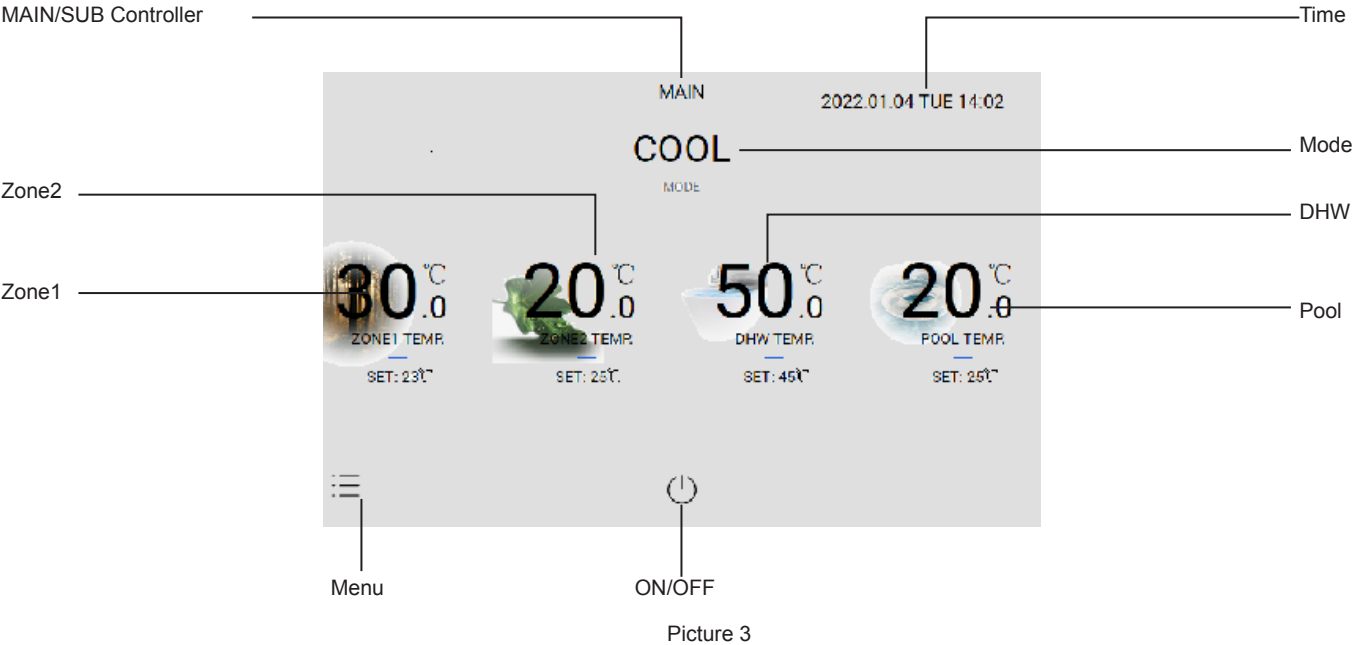 MAIN/SUB Controller
Time
MAIN
2022.01.04 TUE 14:02
COOL
Mode
MODE
Zone2
DHW
Zone1
30.0 °C
20.0 °C
50.0 °C
20.0 °C
Pool
ZONE1 TEMP.
ZONE2 TEMP.
DHW TEMP.
POOL TEMP.
SET: 23℃
SET: 25℃
SET: 45℃
SET: 25℃
Menu
ON/OFF
Picture 3